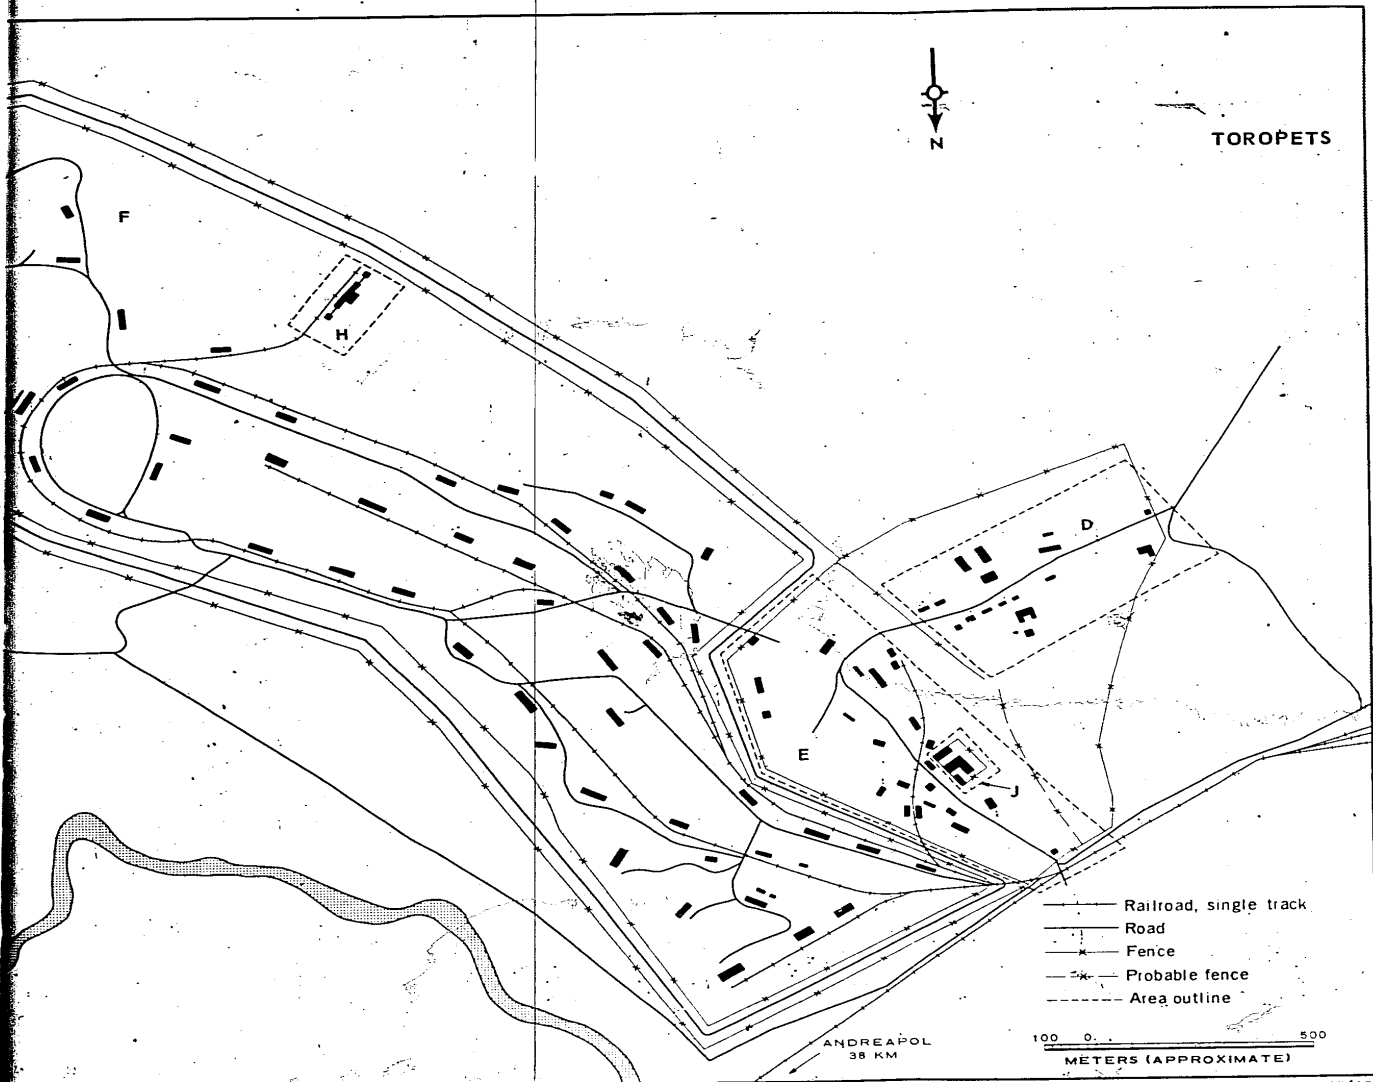 N
TOROPETS
F
H
D
E
J
Railroad, single track
Road
Fence
Probable fence
Area outline
ANDREAPOL
38 KM
100 0 500
METERS (APPROXIMATE)